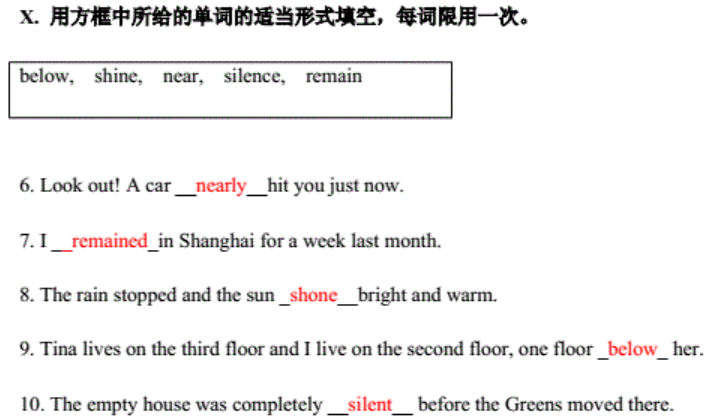 X. 用方框中所给的单词的适当形式填空，每词限用一次。
below, shine, near, silence, remain
6. Look out! A car __nearly__hit you just now.
7. I __remained_in Shanghai for a week last month.
8. The rain stopped and the sun _shone__bright and warm.
9. Tina lives on the third floor and I live on the second floor, one floor _below_ her.
10. The empty house was completely __silent__ before the Greens moved there.